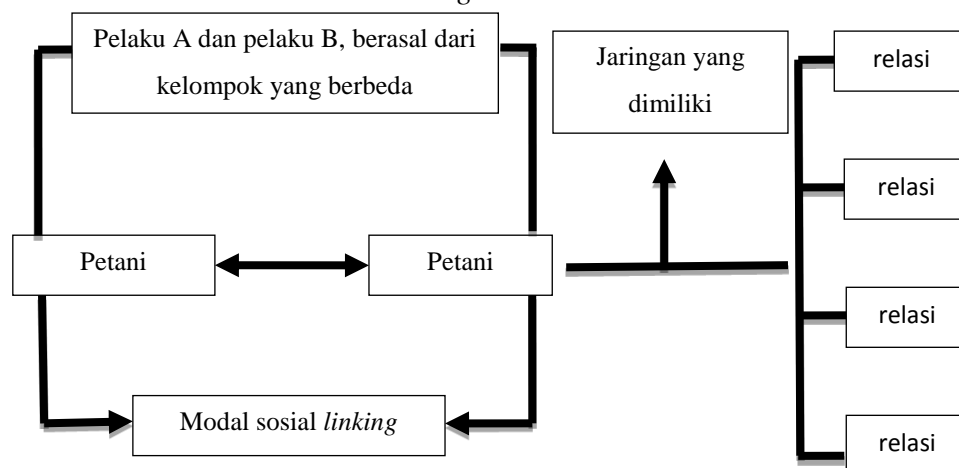 Pelaku A dan pelaku B, berasal dari
kelompok yang berbeda
Jaringan yang
dimiliki
relasi
relasi
Petani
Petani
relasi
Modal sosial linking
relasi